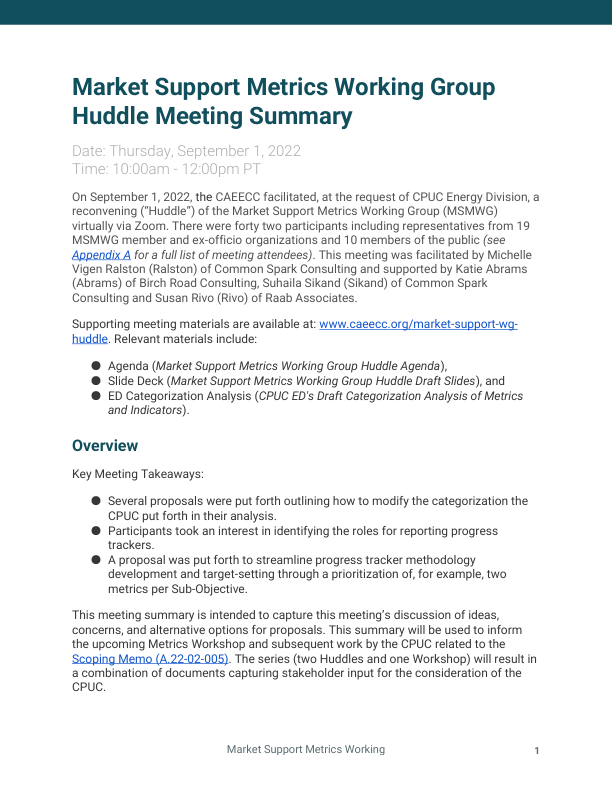 Market Support Metrics Working Group
Huddle Meeting Summary
Date: Thursday, September 1, 2022
Time: 10:00am - 12:00pm PT
On September 1, 2022, the CAEECC facilitated, at the request of CPUC Energy Division, a
reconvening (“Huddle”) of the Market Support Metrics Working Group (MSMWG)
virtually via Zoom. There were forty two participants including representatives from 19
MSMWG member and ex-officio organizations and 10 members of the public (see
Appendix A for a full list of meeting attendees). This meeting was facilitated by Michelle
Vigen Ralston (Ralston) of Common Spark Consulting and supported by Katie Abrams
(Abrams) of Birch Road Consulting, Suhaila Sikand (Sikand) of Common Spark
Consulting and Susan Rivo (Rivo) of Raab Associates.
Supporting meeting materials are available at: www.caeecc.org/market-support-wg-
huddle. Relevant materials include:
● Agenda (Market Support Metrics Working Group Huddle Agenda),
● Slide Deck (Market Support Metrics Working Group Huddle Draft Slides), and
● ED Categorization Analysis (CPUC ED’s Draft Categorization Analysis of Metrics
and Indicators).
Overview
Key Meeting Takeaways:
● Several proposals were put forth outlining how to modify the categorization the
CPUC put forth in their analysis.
● Participants took an interest in identifying the roles for reporting progress
trackers.
● A proposal was put forth to streamline progress tracker methodology
development and target-setting through a prioritization of, for example, two
metrics per Sub-Objective.
This meeting summary is intended to capture this meeting’s discussion of ideas,
concerns, and alternative options for proposals. This summary will be used to inform
the upcoming Metrics Workshop and subsequent work by the CPUC related to the
Scoping Memo (A.22-02-005). The series (two Huddles and one Workshop) will result in
a combination of documents capturing stakeholder input for the consideration of the
CPUC.
Market Support Metrics Working
1